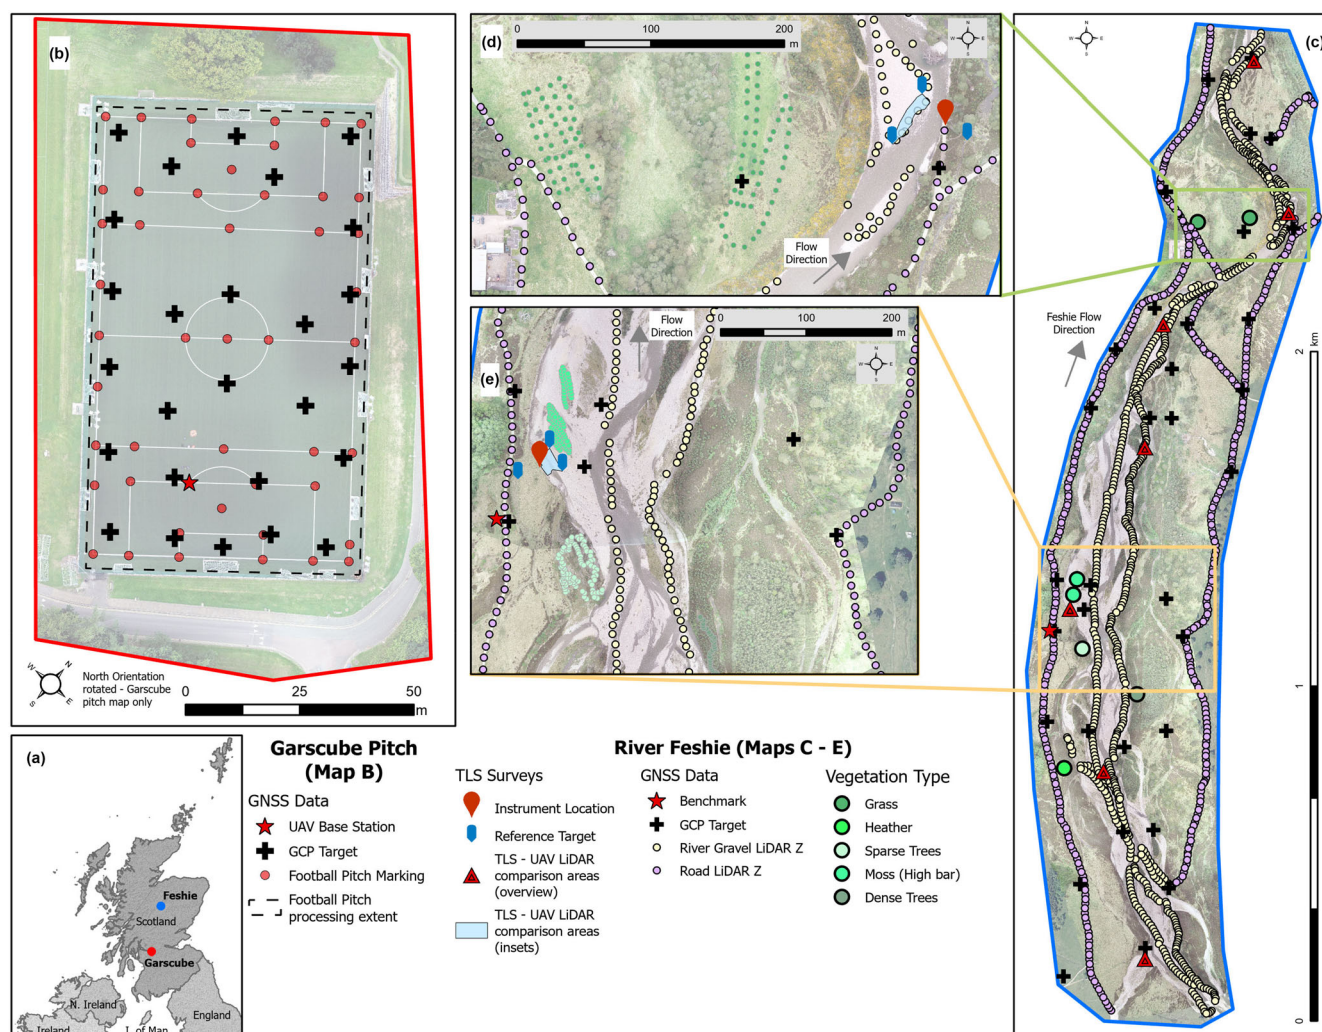 (b)
W
N
S
E
North Orientation
rotated - Garscube
pitch map only
0
25
50
m
(d)
0
100
200
m
N
W
E
S
Flow
Direction
(e)
Flow
Direction
0
100
200
m
N
W
E
S
(c)
N
W
E
S
Feshie Flow
Direction
2
km
1
0
(a)
Feshie
Scotland
Garscube
N. Ireland
Ireland
I. of Man
England
Garscube Pitch
(Map B)
GNSS Data
UAV Base Station
GCP Target
Football Pitch Marking
Football Pitch
processing extent
River Feshie (Maps C - E)
TLS Surveys
Instrument Location
Reference Target
TLS - UAV LiDAR
comparison areas
(overview)
TLS - UAV LiDAR
comparison areas
(insets)
GNSS Data
Benchmark
GCP Target
River Gravel LiDAR Z
Road LiDAR Z
Vegetation Type
Grass
Heather
Sparse Trees
Moss (High bar)
Dense Trees